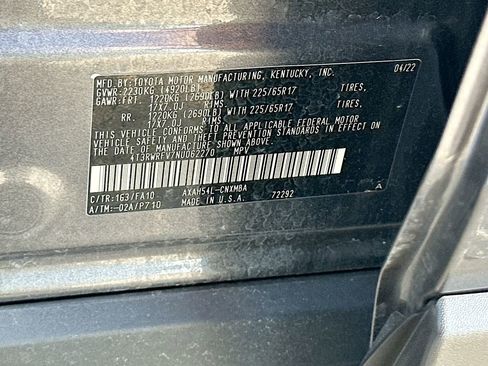 MFD.BY:TOYOTA MOTOR MANUFACTURING, KENTUCKY, INC. 04/22
GVWR:2230KG (4920LB)
GAWR:FRT. 1220KG (2690LB) WITH 225/65R17 TIRES,
17X7.0J RIMS,
RR. 1220KG (2690LB) WITH 225/65R17 TIRES,
17X7.0J RIMS
THIS VEHICLE CONFORMS TO ALL APPLICABLE FEDERAL MOTOR
VEHICLE SAFETY AND THEFT PREVENTION STANDARDS IN EFFECT
ON THE DATE OF MANUFACTURE SHOWN ABOVE.
4T3RWRFV7NU062270 MPV
C/TR:163/FA10 AXAH54L-CNXMBA A
A/TM:-02A/P710 MADE IN U.S.A. 72292